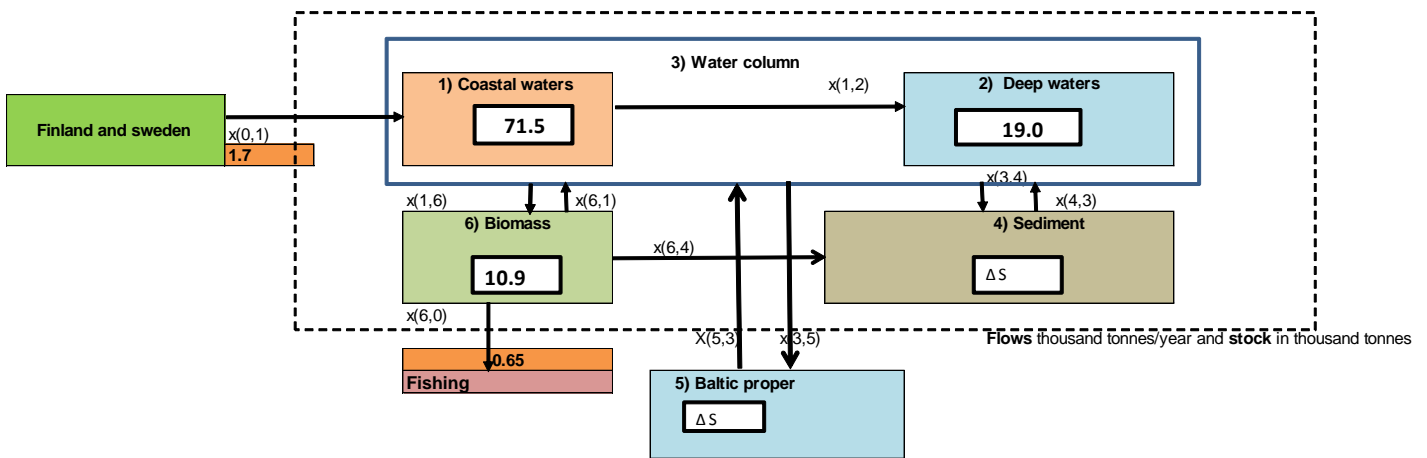 3) Water column
1) Coastal waters
x(1,2)
2) Deep waters
71.5
19.0
Finland and sweden
x(0,1)
1.7
x(3.4)
x(1,6)
x(6,1)
x(4,3)
6) Biomass
4) Sediment
x(6,4)
10.9
Δ S
x(6,0)
X(5,3)
x(3,5)
Flows thousand tonnes/year and stock in thousand tonnes
0.65
Fishing
5) Baltic proper
Δ S